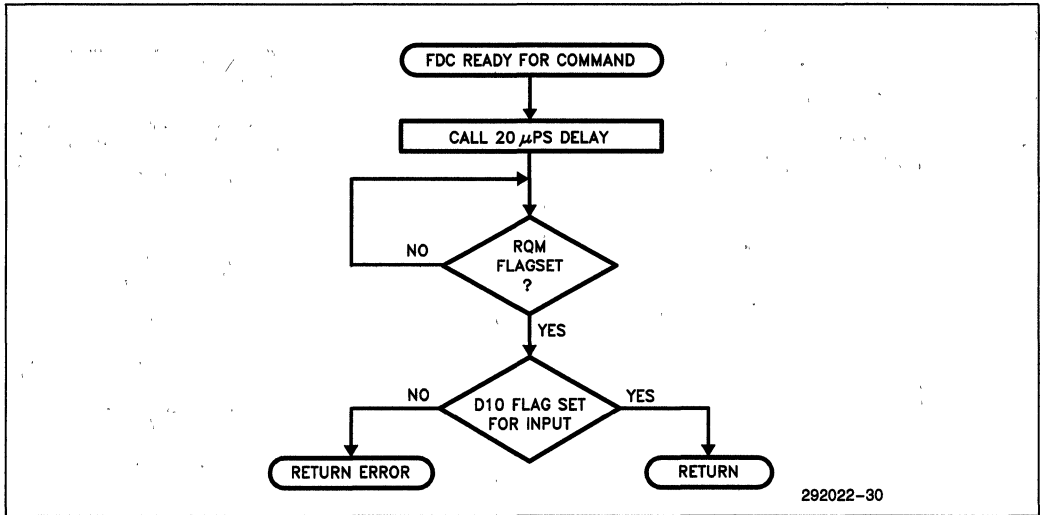 FDC READY FOR COMMAND
CALL 20 μPS DELAY
NO
RQM
FLAGSET
?
YES
NO
D10 FLAG SET
FOR INPUT
YES
RETURN ERROR
RETURN
292022-30